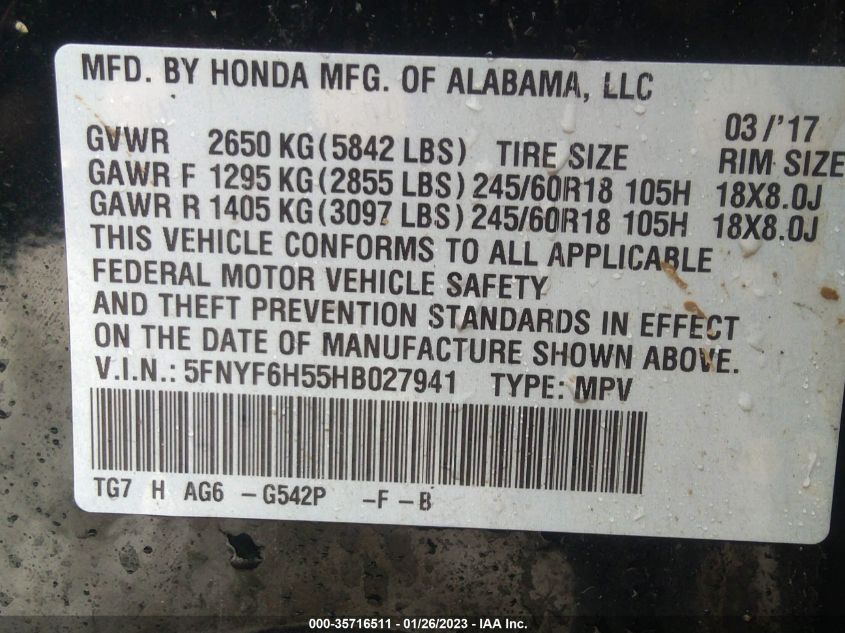 MFD. BY HONDA MFG. OF ALABAMA, LLC
03/'17
GVWR 2650 KG(5842 LBS) TIRE SIZE RIM SIZE
GAWR F 1295 KG(2855 LBS) 245/60R18 105H 18X8.0J
GAWR R 1405 KG(3097 LBS) 245/60R18 105H 18X8.0J
THIS VEHICLE CONFORMS TO ALL APPLICABLE
FEDERAL MOTOR VEHICLE SAFETY
AND THEFT PREVENTION STANDARDS IN EFFECT
ON THE DATE OF MANUFACTURE SHOWN ABOVE.
V.I.N.: 5FNYF6H55HB027941 TYPE: MPV
TG7 H AG6 -G542P -F-B
000-35716511 — 01/26/2023 — IAA Inc.